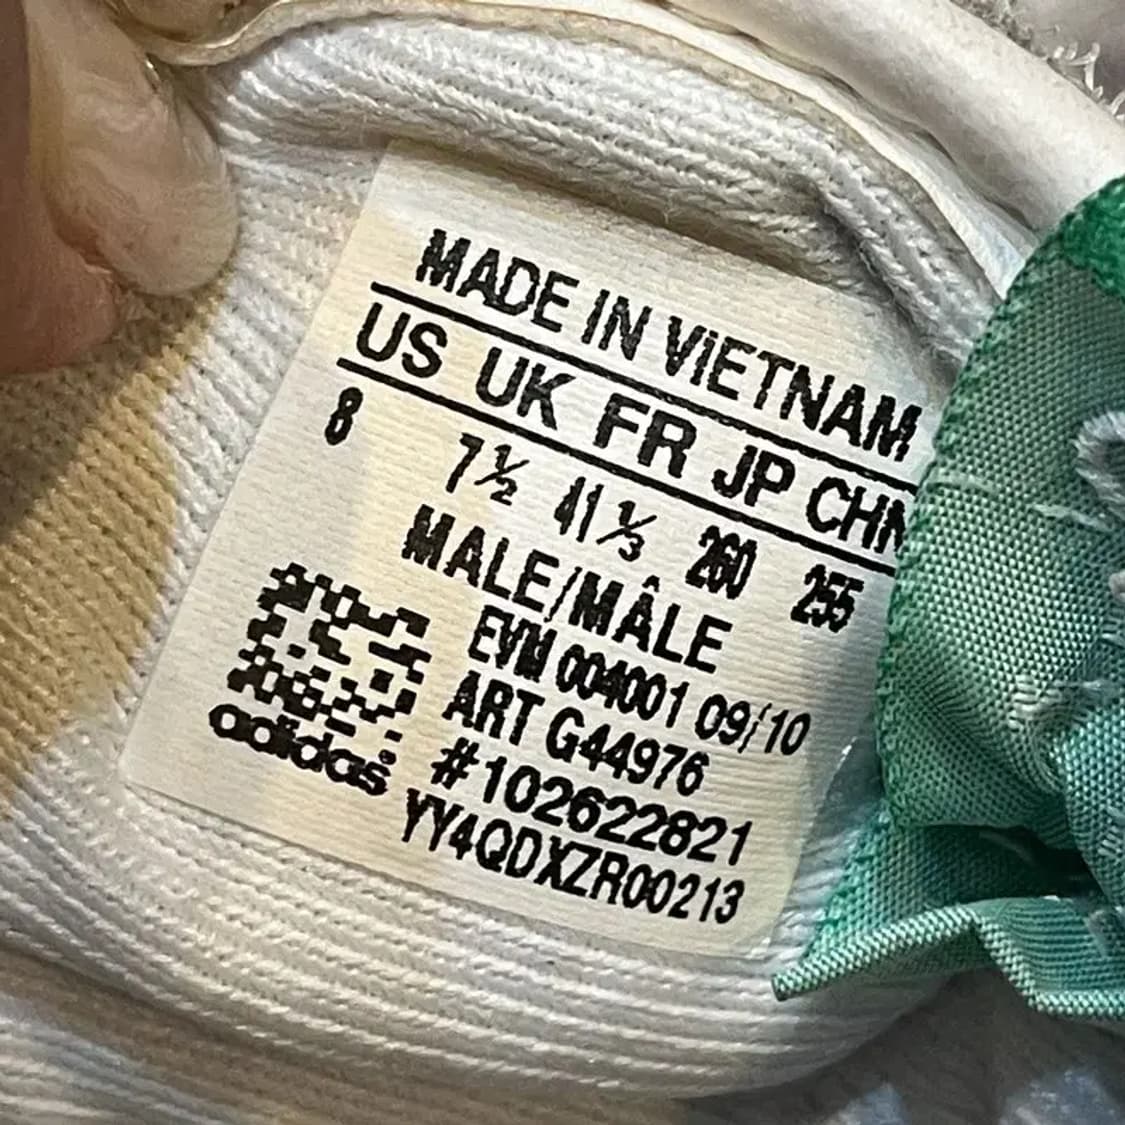 MADE IN ViETNAM
US UK FR JP CHN
8 7½ 41⅓ 260 255
MALE/MÂLE
EVM 004001 09/10
ART G44976
#102622821
YY4QDXZR00213
adidas